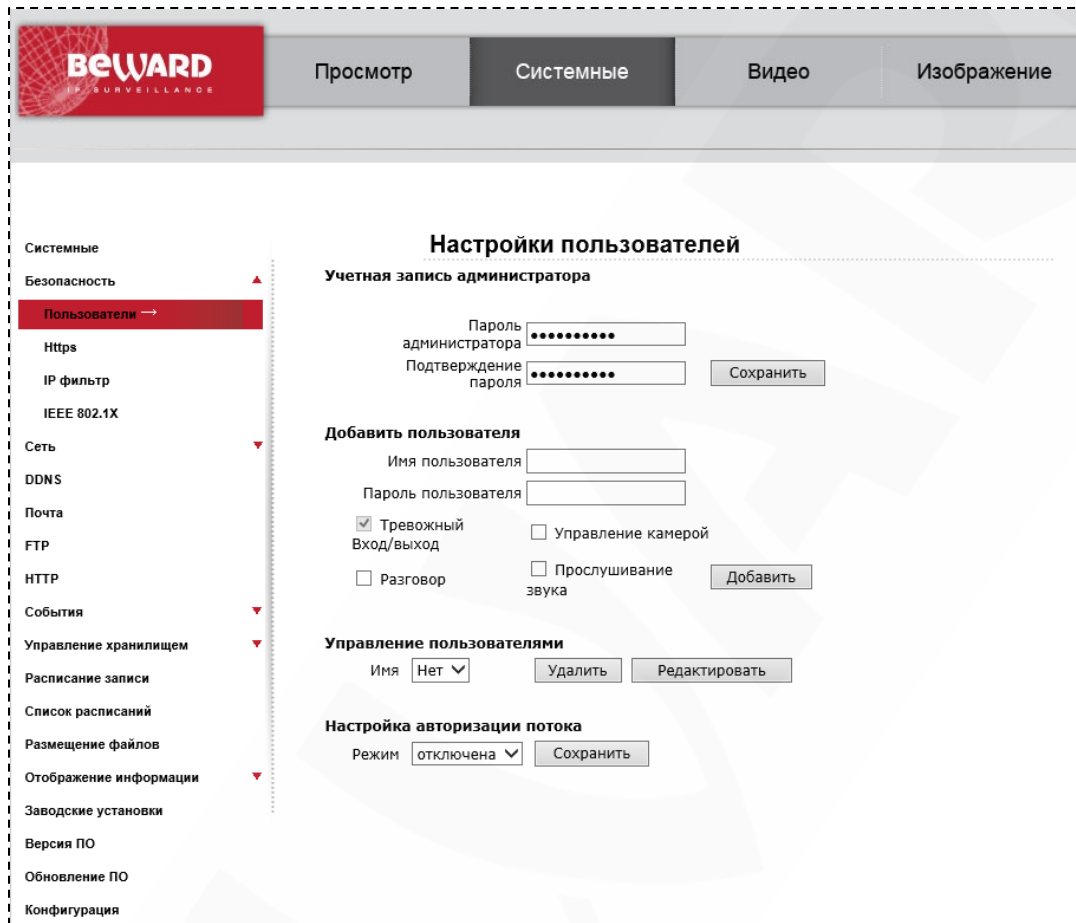 BEWARD
IP SURVEILLANCE
Просмотр
Системные
Видео
Изображение
Системные
Безопасность
Пользователи →
Https
IP фильтр
IEEE 802.1X
Сеть
DDNS
Почта
FTP
HTTP
События
Управление хранилищем
Расписание записи
Список расписаний
Размещение файлов
Отображение информации
Заводские установки
Версия ПО
Обновление ПО
Конфигурация
Настройки пользователей
Учетная запись администратора
Пароль
администратора
••••••••••
Подтверждение
пароля
••••••••••
Сохранить
Добавить пользователя
Имя пользователя
Пароль пользователя
Тревожный
Вход/выход
Управление камерой
Разговор
Прослушивание
звука
Добавить
Управление пользователями
Имя
Нет
Удалить
Редактировать
Настройка авторизации потока
Режим
отключена
Сохранить